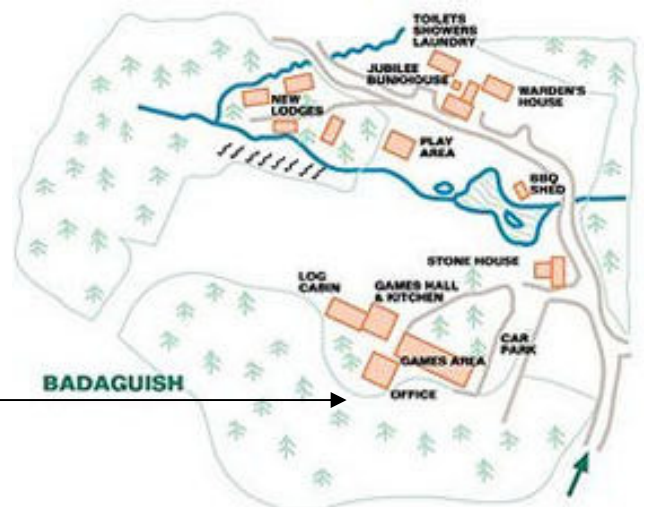 TOILETS
SHOWERS
LAUNDRY
JUBILEE
BUNKHOUSE
WARDEN'S
HOUSE
NEW
LODGES
PLAY
AREA
BBQ
SHED
STONE HOUSE
LOG
CABIN
GAMES HALL
& KITCHEN
CAR
PARK
GAMES AREA
OFFICE
BADAGUISH